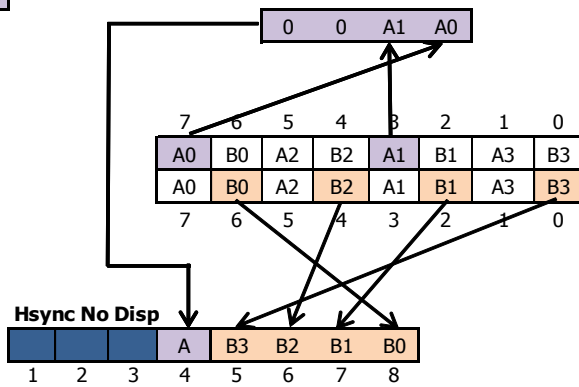 0 0 A1 A0
7 6 5 4 3 2 1 0
A0 B0 A2 B2 A1 B1 A3 B3
A0 B0 A2 B2 A1 B1 A3 B3
7 6 5 4 3 2 1 0
Hsync No Disp
A B3 B2 B1 B0
1 2 3 4 5 6 7 8